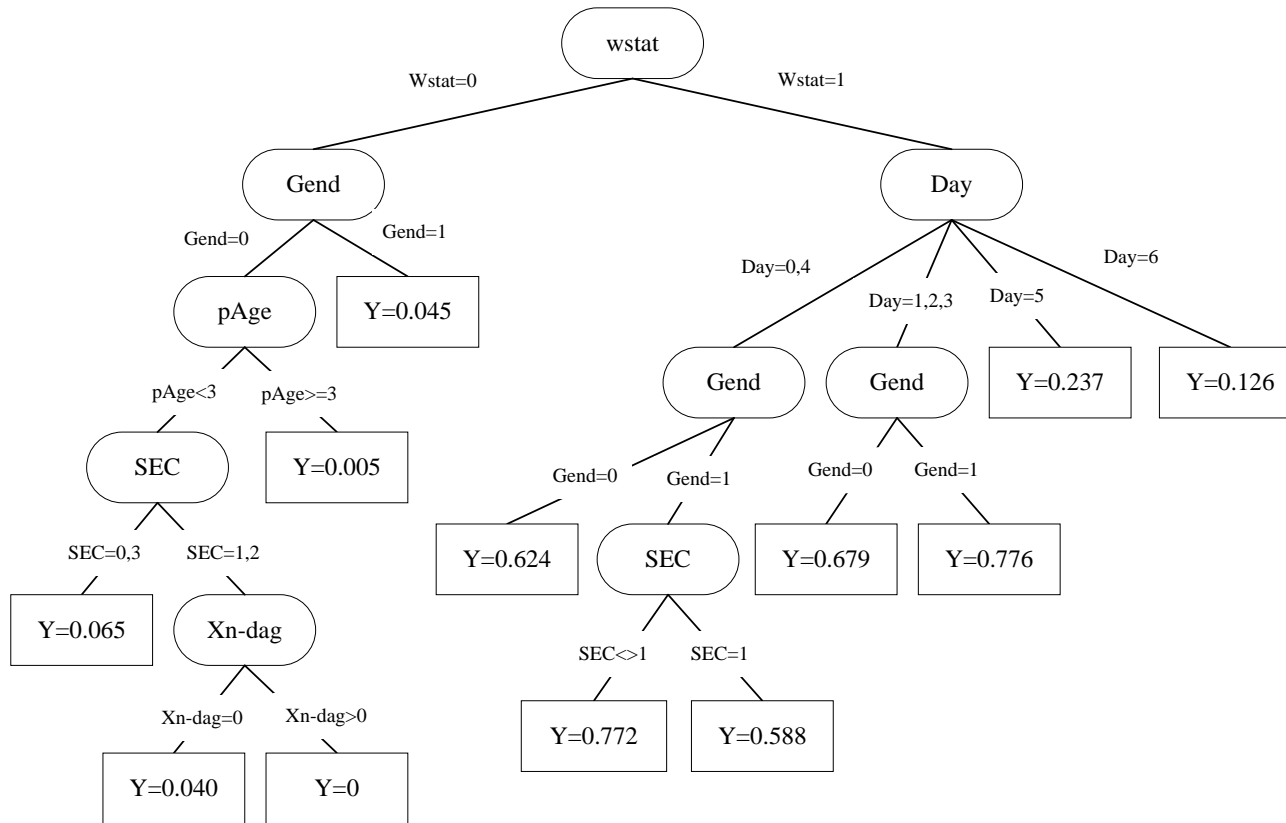 wstat
Wstat=0
Wstat=1
Gend
Day
Gend=0
Gend=1
Day=0,4
Day=1,2,3
Day=5
Day=6
pAge
Y=0.045
Gend
Gend
Y=0.237
Y=0.126
pAge<3
pAge>=3
SEC
Y=0.005
Gend=0
Gend=1
Gend=0
Gend=1
SEC=0,3
SEC=1,2
Y=0.624
SEC
Y=0.679
Y=0.776
Y=0.065
Xn-dag
SEC<>1
SEC=1
Xn-dag=0
Xn-dag>0
Y=0.772
Y=0.588
Y=0.040
Y=0